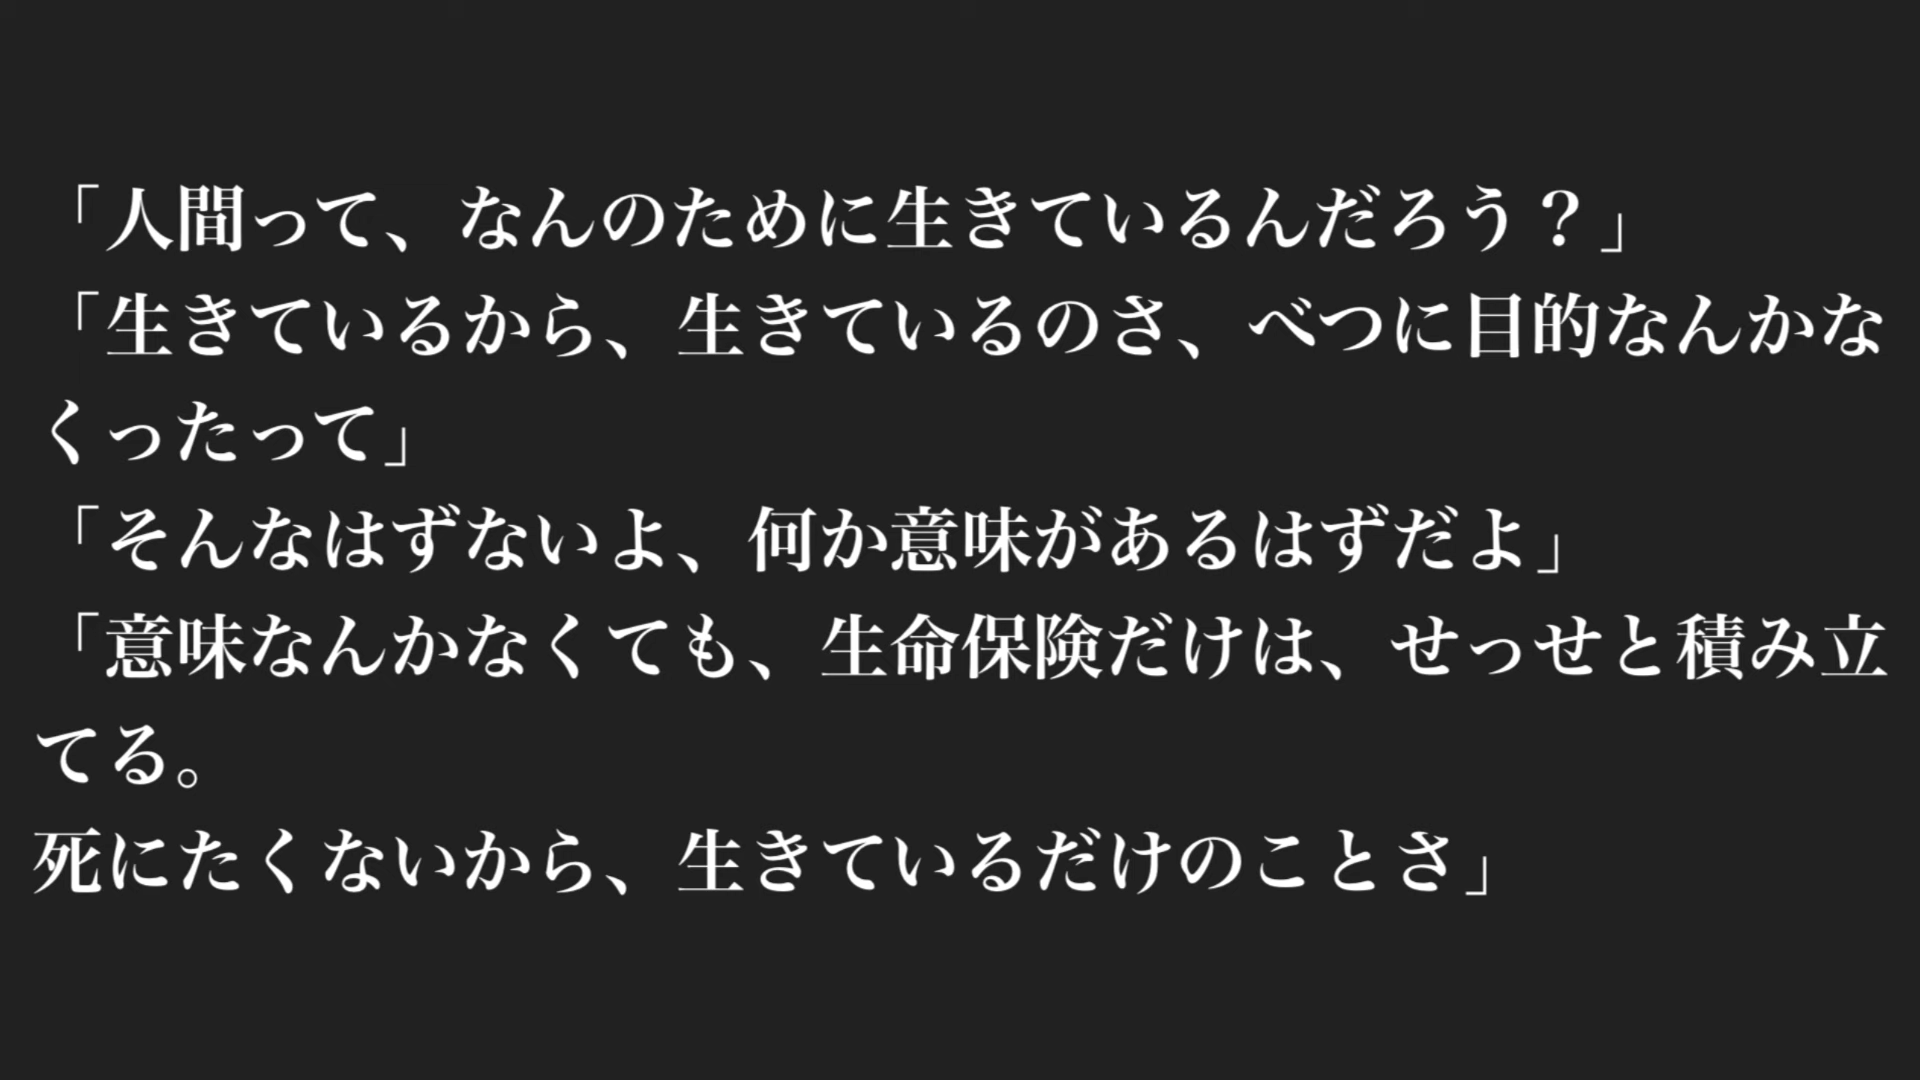 「人間って、なんのために生きているんだろう？」
「生きているから、生きているのさ、べつに目的なんかな
くったって」
「そんなはずないよ、何か意味があるはずだよ」
「意味なんかなくても、生命保険だけは、せっせと積み立
てる。
死にたくないから、生きているだけのことさ」